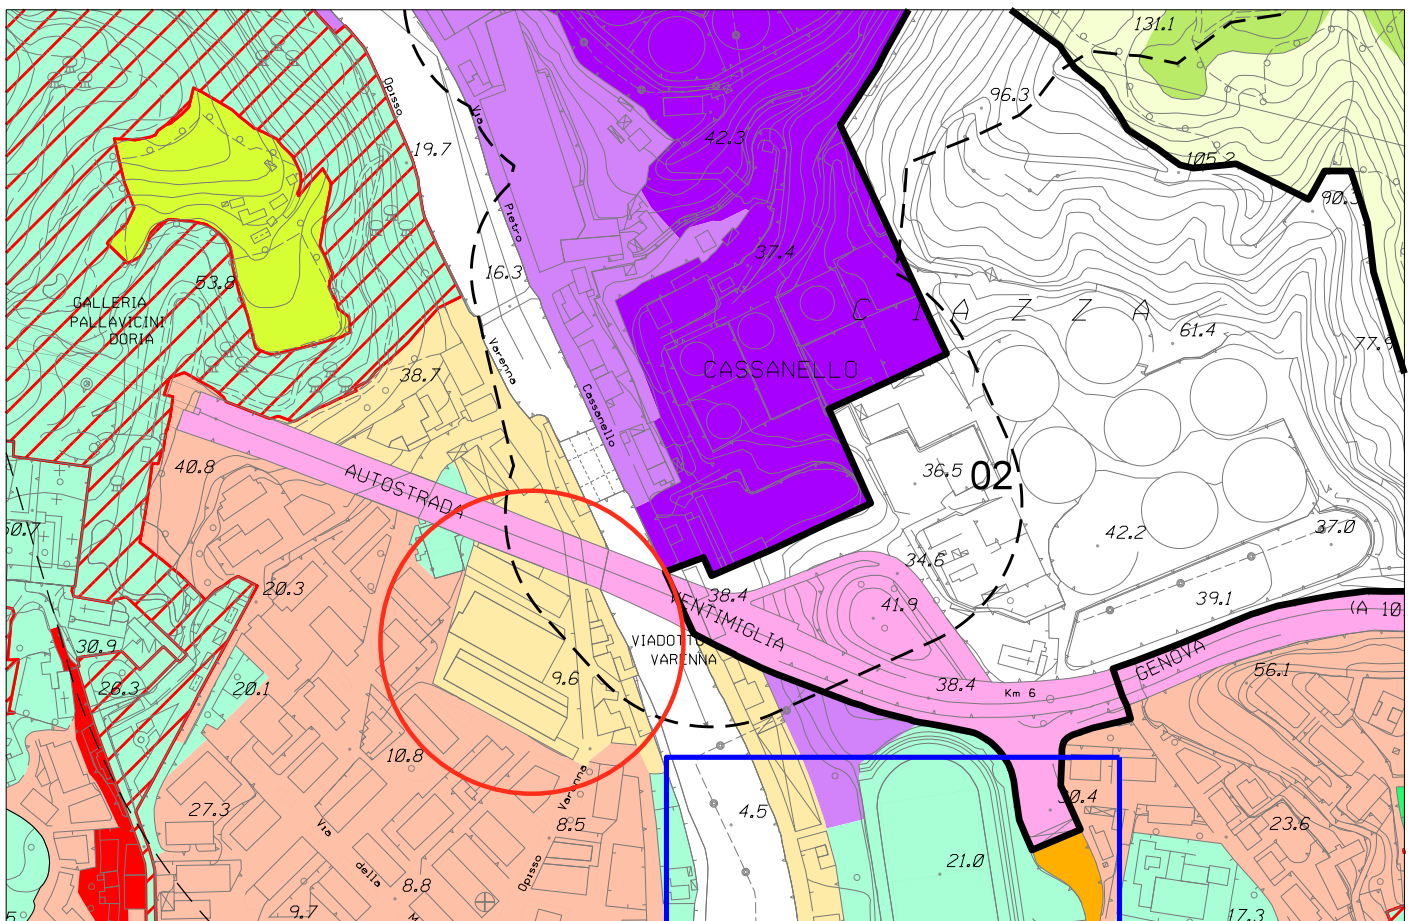 131.1
96.3
Opisso
Via
19.7
42.3
105.2
Pietro
37.4
16.3
53.8
GALLERIA
PALLAVICINI
DORIA
C I A Z Z A
61.4
Varenna
38.7
CASSANELLO
Cassanello
40.8
AUTOSTRADA
36.5
02
42.2
37.0
34.6
20.3
38.4
VENTIMIGLIA
41.9
39.1
(A 10
30.9
VIADOTTO
VARENNA
GENOVA
56.1
26.3
20.1
9.6
38.4
Km 6
10.8
Varenna
27.3
Via
4.5
30.4
8.5
23.6
della
Opisso
8.8
21.0
9.7
17.3